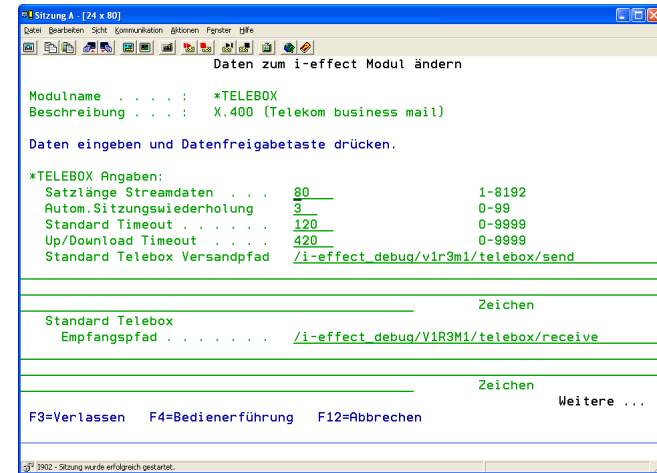 Sitzung A - [24 x 80]
Datei Bearbeiten Sicht Kommunikation Aktionen Fenster Hilfe
Daten zum i-effect Modul ändern
Modulname . . . . : *TELEBOX
Beschreibung . . . : X.400 (Telekom business mail)
Daten eingeben und Datenfreigabetaste drücken.
*TELEBOX Angaben:
Satzlänge Streamdaten . . . 80 1-8192
Autom.Sitzungswiederholung 3 0-99
Standard Timeout . . . . . . 120 0-9999
Up/Download Timeout . . . . 420 0-9999
Standard Telebox Versandpfad /i-effect_debug/v1r3m1/telebox/send
Zeichen
Standard Telebox
Empfangspfad . . . . . . . /i-effect_debug/V1R3M1/telebox/receive
Zeichen
Weitere ...
F3=Verlassen F4=Bedienerführung F12=Abbrechen
I902 - Sitzung wurde erfolgreich gestartet.